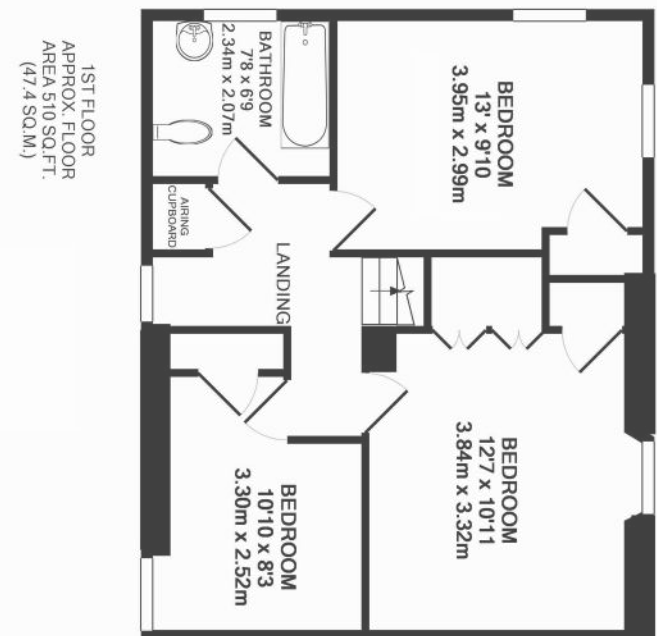 BATHROOM
7'8 x 6'9
2.34m x 2.07m
BEDROOM
13' x 9'10
3.95m x 2.99m
AIRING
CUPBOARD
LANDING
BEDROOM
10'10 x 8'3
3.30m x 2.52m
BEDROOM
12'7 x 10'11
3.84m x 3.32m
1ST FLOOR
APPROX. FLOOR
AREA 510 SQ.FT.
(47.4 SQ.M.)